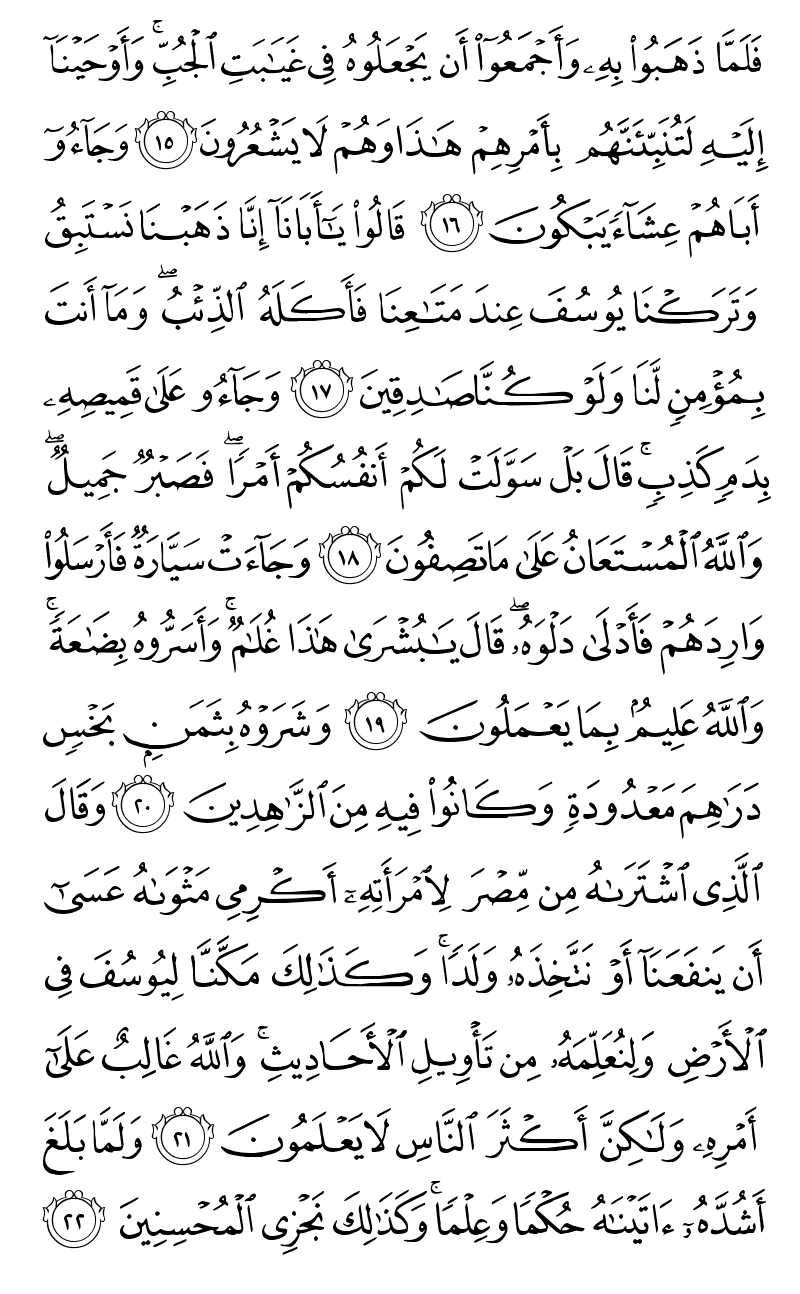 فَلَمَّا ذَهَبُوا۟ بِهِۦ وَأَجْمَعُوٓا۟ أَن يَجْعَلُوهُ فِى غَيَـٰبَتِ ٱلْجُبِّ ۚ وَأَوْحَيْنَآ
إِلَيْهِ لَتُنَبِّئَنَّهُم بِأَمْرِهِمْ هَـٰذَا وَهُمْ لَا يَشْعُرُونَ ١٥ وَجَآءُوٓ
أَبَاهُمْ عِشَآءً يَبْكُونَ ١٦ قَالُوا۟ يَـٰٓأَبَانَآ إِنَّا ذَهَبْنَا نَسْتَبِقُ
وَتَرَكْنَا يُوسُفَ عِندَ مَتَـٰعِنَا فَأَكَلَهُ ٱلذِّئْبُ ۖ وَمَآ أَنتَ
بِمُؤْمِنٍ لَّنَا وَلَوْ كُنَّا صَـٰدِقِينَ ١٧ وَجَآءُو عَلَىٰ قَمِيصِهِۦ
بِدَمٍ كَذِبٍ ۚ قَالَ بَلْ سَوَّلَتْ لَكُمْ أَنفُسُكُمْ أَمْرًا ۖ فَصَبْرٌ جَمِيلٌ ۖ
وَٱللَّهُ ٱلْمُسْتَعَانُ عَلَىٰ مَا تَصِفُونَ ١٨ وَجَآءَتْ سَيَّارَةٌ فَأَرْسَلُوا۟
وَارِدَهُمْ فَأَدْلَىٰ دَلْوَهُۥ ۖ قَالَ يَـٰبُشْرَىٰ هَـٰذَا غُلَـٰمٌ ۚ وَأَسَرُّوهُ بِضَـٰعَةً ۚ
وَٱللَّهُ عَلِيمٌۢ بِمَا يَعْمَلُونَ ١٩ وَشَرَوْهُ بِثَمَنٍۭ بَخْسٍ
دَرَٰهِمَ مَعْدُودَةٍ وَكَانُوا۟ فِيهِ مِنَ ٱلزَّٰهِدِينَ ٢٠ وَقَالَ
ٱلَّذِى ٱشْتَرَىٰهُ مِن مِّصْرَ لِٱمْرَأَتِهِۦٓ أَكْرِمِى مَثْوَىٰهُ عَسَىٰٓ
أَن يَنفَعَنَآ أَوْ نَتَّخِذَهُۥ وَلَدًا ۚ وَكَذَٰلِكَ مَكَّنَّا لِيُوسُفَ فِى
ٱلْأَرْضِ وَلِنُعَلِّمَهُۥ مِن تَأْوِيلِ ٱلْأَحَادِيثِ ۚ وَٱللَّهُ غَالِبٌ عَلَىٰٓ
أَمْرِهِۦ وَلَـٰكِنَّ أَكْثَرَ ٱلنَّاسِ لَا يَعْلَمُونَ ٢١ وَلَمَّا بَلَغَ
أَشُدَّهُۥٓ ءَاتَيْنَـٰهُ حُكْمًا وَعِلْمًا ۚ وَكَذَٰلِكَ نَجْزِى ٱلْمُحْسِنِينَ ٢٢